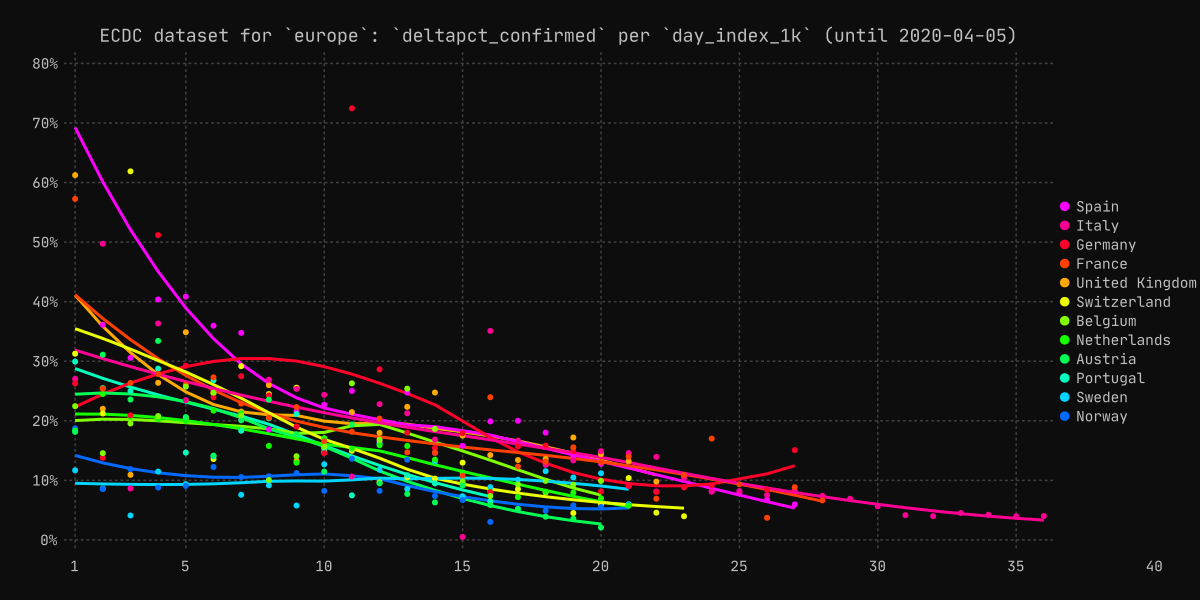 ECDC dataset for `europe`: `deltapct_confirmed` per `day_index_1k` (until 2020-04-05)
80%
70%
60%
50%
40%
30%
20%
10%
0%
1 5 10 15 20 25 30 35 40
Spain
Italy
Germany
France
United Kingdom
Switzerland
Belgium
Netherlands
Austria
Portugal
Sweden
Norway